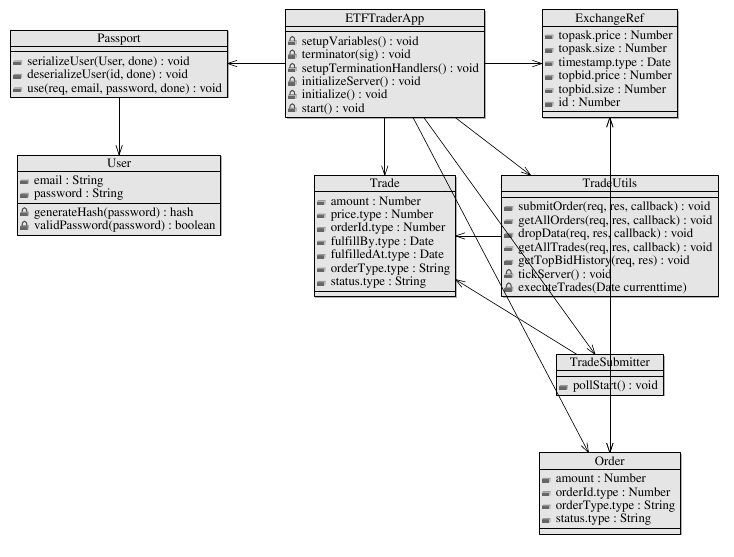 Passport
serializeUser(User, done) : void
deserializeUser(id, done) : void
use(req, email, password, done) : void
ETFTraderApp
setupVariables() : void
terminator(sig) : void
setupTerminationHandlers() : void
initializeServer() : void
initialize() : void
start() : void
ExchangeRef
topask.price : Number
topask.size : Number
timestamp.type : Date
topbid.price : Number
topbid.size : Number
id : Number
User
email : String
password : String
generateHash(password) : hash
validPassword(password) : boolean
Trade
amount : Number
price.type : Number
orderId.type : Number
fulfillBy.type : Date
fulfilledAt.type : Date
orderType.type : String
status.type : String
TradeUtils
submitOrder(req, res, callback) : void
getAllOrders(req, res, callback) : void
dropData(req, res, callback) : void
getAllTrades(req, res, callback) : void
getTopBidHistory(req, res) : void
tickServer() : void
executeTrades(Date currenttime)
TradeSubmitter
pollStart() : void
Order
amount : Number
orderId.type : Number
orderType.type : String
status.type : String